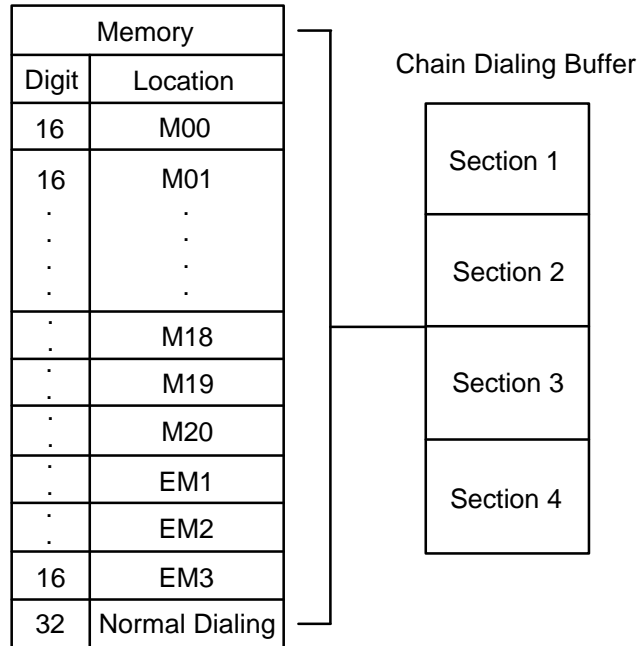 Memory
Digit Location
16 M00
16 M01
. .
. .
. .
. .
:
M18
:
M19
:
M20
:
EM1
:
EM2
16 EM3
32 Normal Dialing
Chain Dialing Buffer
Section 1
Section 2
Section 3
Section 4